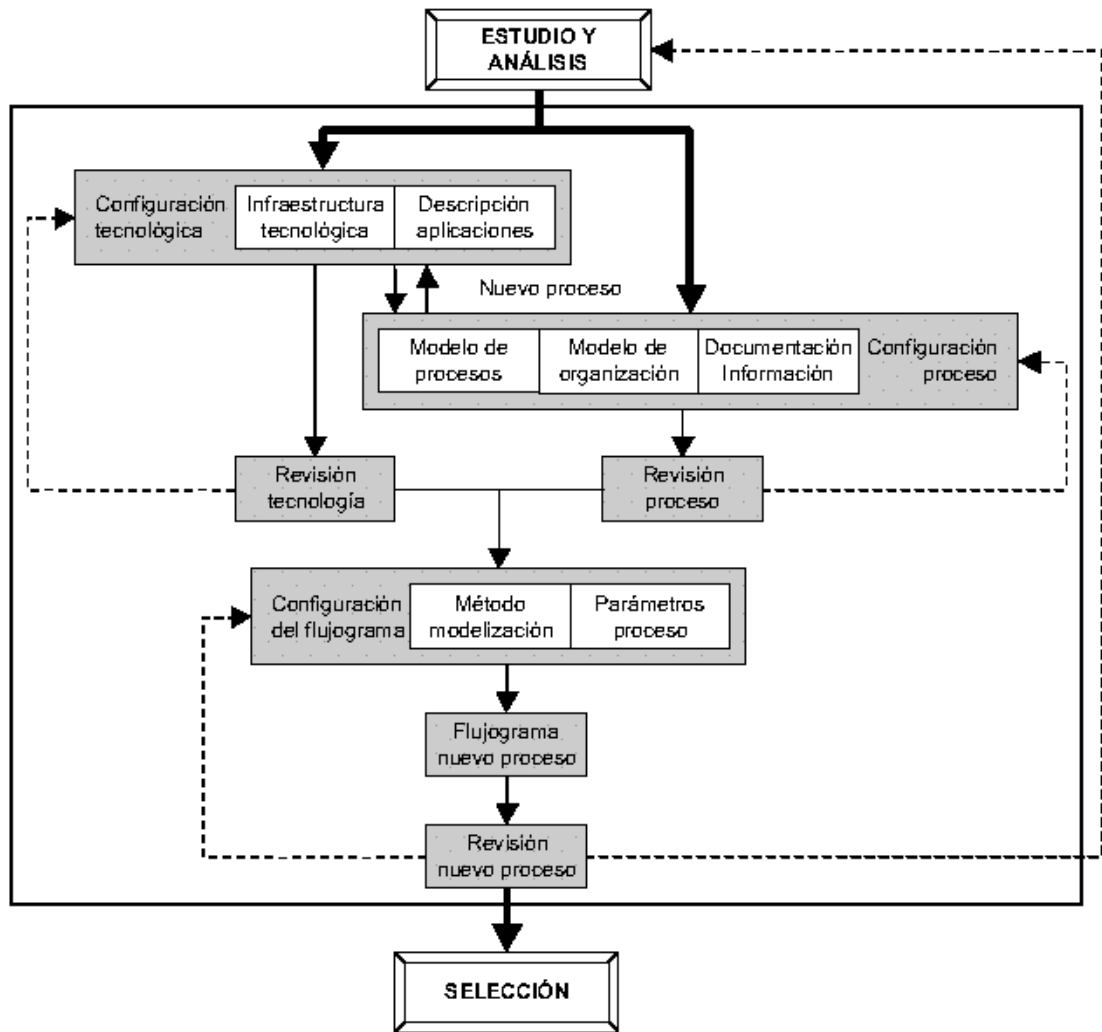 ESTUDIO Y
ANÁLISIS
Configuración
tecnológica
Infraestructura
tecnológica
Descripción
aplicaciones
Nuevo proceso
Modelo de
procesos
Modelo de
organización
Documentación
Información
Configuración
proceso
Revisión
tecnología
Revisión
proceso
Configuración
del flujograma
Método
modelización
Parámetros
proceso
Flujograma
nuevo proceso
Revisión
nuevo proceso
SELECCIÓN